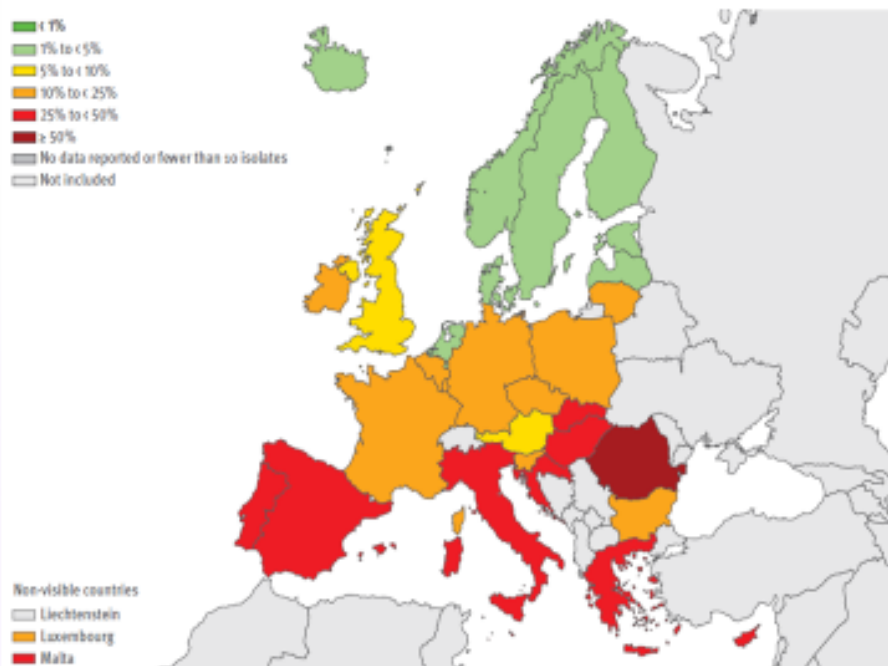 < 1%
1% to < 5%
5% to < 10%
10% to < 25%
25% to < 50%
≥ 50%
No data reported or fewer than 10 isolates
Not included
Non-visible countries
Liechtenstein
Luxembourg
Malta